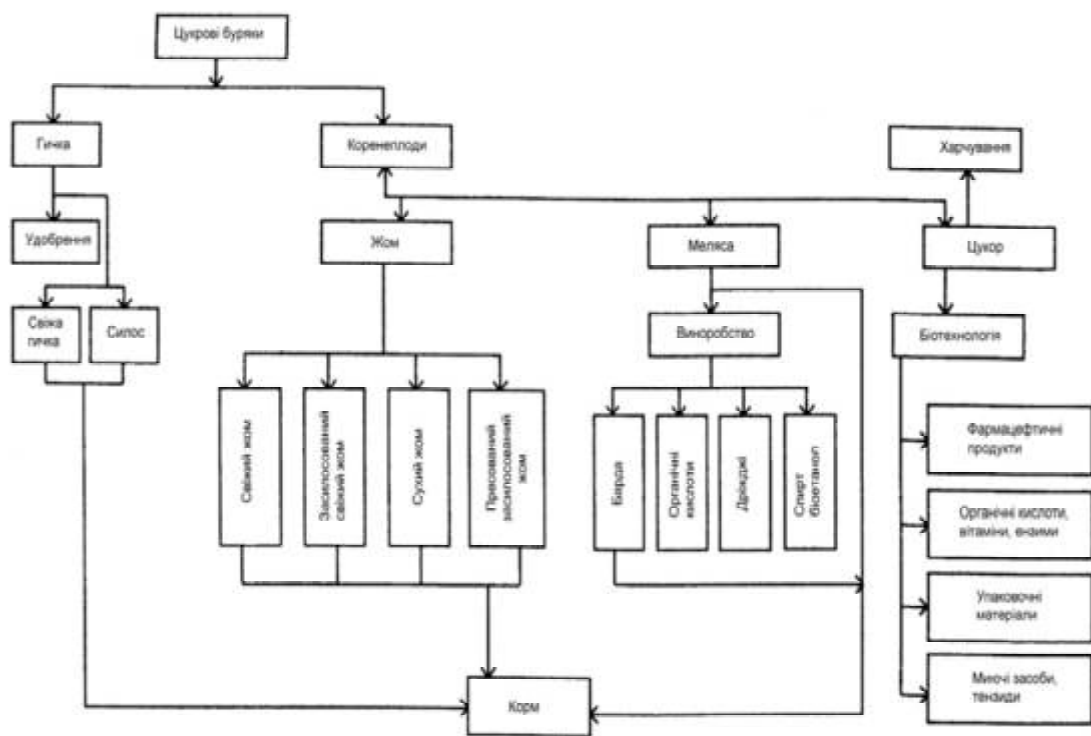 Цукрові буряки
Гичка
Коренеплоди
Харчування
Удобрення
Жом
Меляса
Цукор
Свіжа
гичка
Силос
Виноробство
Біотехнологія
Свіжий жом
Засилосований
свіжий жом
Сухий жом
Пресований
засилосований
жом
Барда
Органічні
кислоти
Дріжджі
Спирт
біоетанол
Фармацефтичні
продукти
Органічні кислоти,
вітаміни, ензими
Упаковочні
матеріали
Миючі засоби,
тензиди
Корм